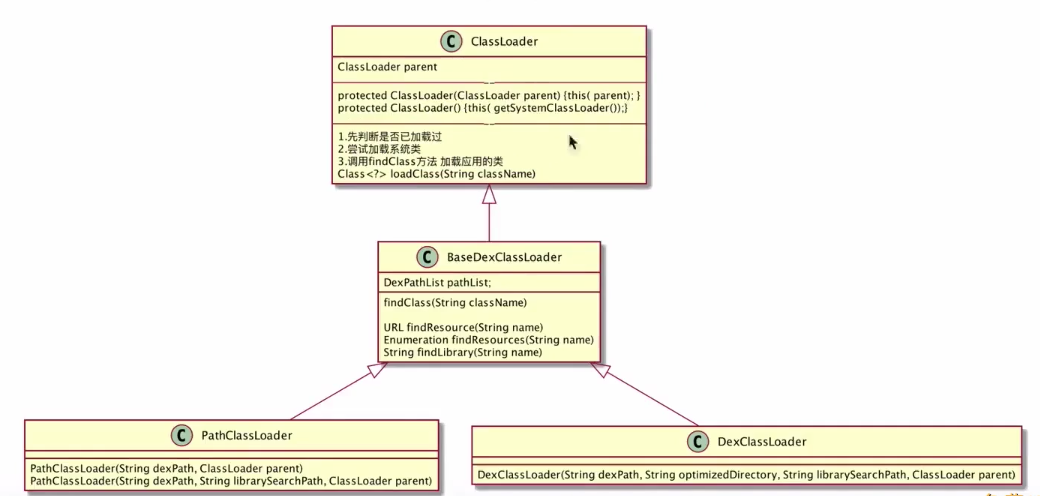 C ClassLoader
ClassLoader parent
protected ClassLoader(ClassLoader parent) {this( parent); }
protected ClassLoader() {this( getSystemClassLoader());}
1.先判断是否已加载过
2.尝试加载系统类
3.调用findClass方法 加载应用的类
Class<?> loadClass(String className)
C BaseDexClassLoader
DexPathList pathList;
findClass(String className)
URL findResource(String name)
Enumeration findResources(String name)
String findLibrary(String name)
C PathClassLoader
PathClassLoader(String dexPath, ClassLoader parent)
PathClassLoader(String dexPath, String librarySearchPath, ClassLoader parent)
C DexClassLoader
DexClassLoader(String dexPath, String optimizedDirectory, String librarySearchPath, ClassLoader parent)